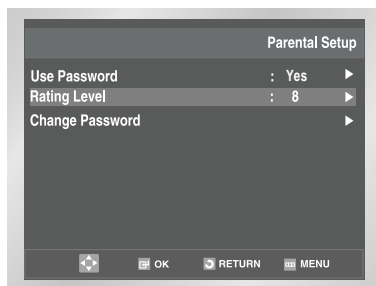 Parental Setup
Use Password : Yes
Rating Level : 8
Change Password
OK RETURN MENU